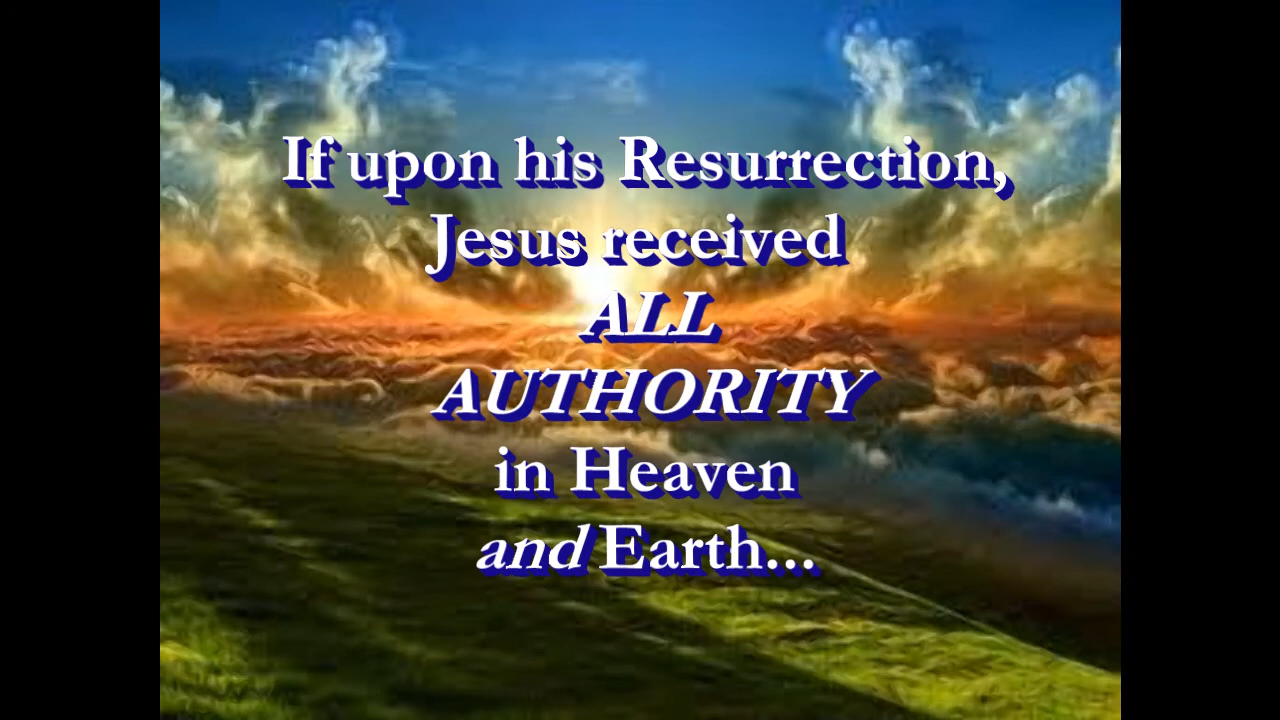 If upon his Resurrection,
Jesus received
ALL
AUTHORITY
in Heaven
and Earth...